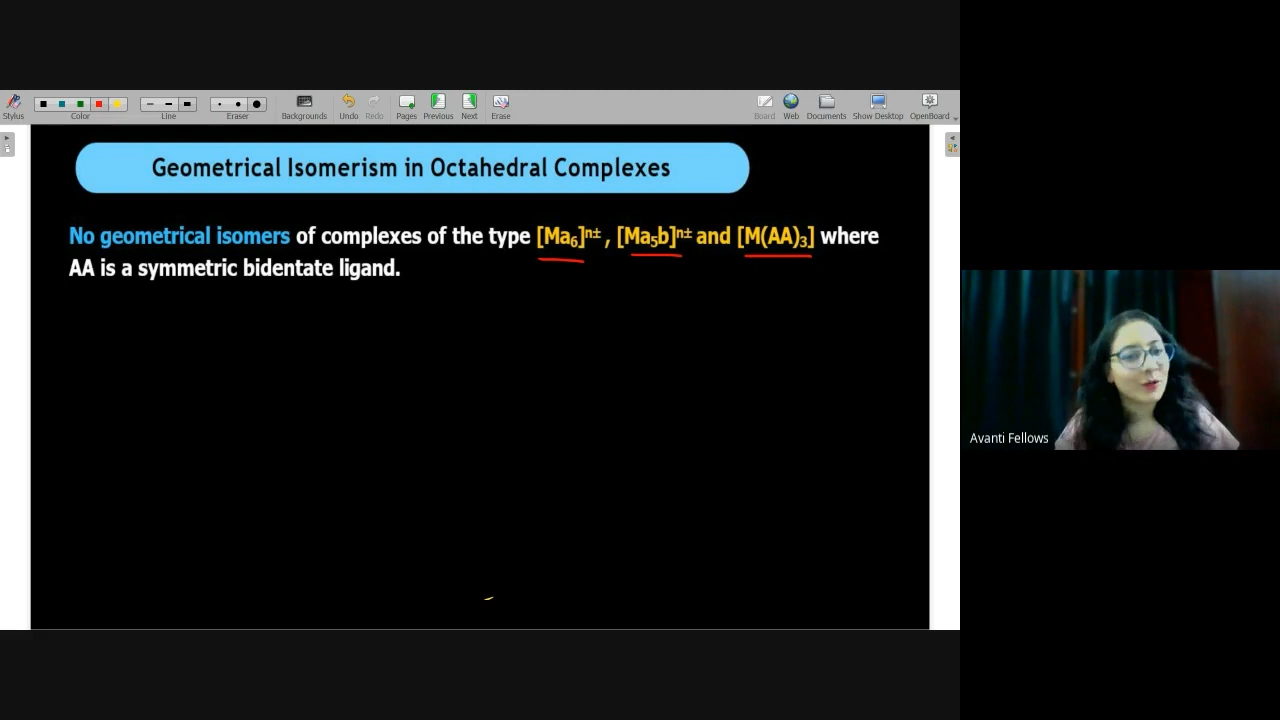 Stylus
Color
Line
Eraser
Backgrounds
Undo
Redo
Pages
Previous
Next
Erase
Board
Web
Documents
Show Desktop
OpenBoard
Geometrical Isomerism in Octahedral Complexes
No geometrical isomers of complexes of the type [Ma₆]ⁿ± , [Ma₅b]ⁿ± and [M(AA)₃] where
AA is a symmetric bidentate ligand.
Avanti Fellows